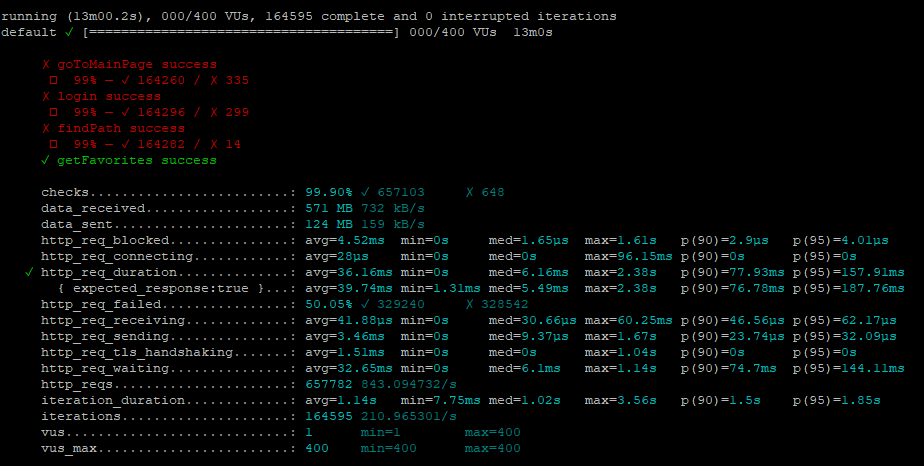 running (13m00.2s), 000/400 VUs, 164595 complete and 0 interrupted iterations
default ✓ [======================================] 000/400 VUs  13m0s
✗ goToMainPage success
□  99% — ✓ 164260 / ✗ 335
✗ login success
□  99% — ✓ 164296 / ✗ 299
✗ findPath success
□  99% — ✓ 164282 / ✗ 14
✓ getFavorites success
checks.........................: 99.90% ✓ 657103     ✗ 648
data_received..................: 571 MB 732 kB/s
data_sent......................: 124 MB 159 kB/s
http_req_blocked...............: avg=4.52ms  min=0s     med=1.65µs  max=1.61s   p(90)=2.9µs   p(95)=4.01µs
http_req_connecting............: avg=28µs    min=0s     med=0s      max=96.15ms p(90)=0s      p(95)=0s
✓ http_req_duration..............: avg=36.16ms min=0s     med=6.16ms  max=2.38s   p(90)=77.93ms p(95)=157.91ms
{ expected_response:true }...: avg=39.74ms min=1.31ms med=5.49ms  max=2.38s   p(90)=76.78ms p(95)=187.76ms
http_req_failed................: 50.05% ✓ 329240     ✗ 328542
http_req_receiving.............: avg=41.88µs min=0s     med=30.66µs max=60.25ms p(90)=46.56µs p(95)=62.17µs
http_req_sending...............: avg=3.46ms  min=0s     med=9.37µs  max=1.67s   p(90)=23.74µs p(95)=32.09µs
http_req_tls_handshaking.......: avg=1.51ms  min=0s     med=0s      max=1.04s   p(90)=0s      p(95)=0s
http_req_waiting...............: avg=32.65ms min=0s     med=6.1ms   max=1.14s   p(90)=74.7ms  p(95)=144.11ms
http_reqs......................: 657782 843.094732/s
iteration_duration.............: avg=1.14s   min=7.75ms med=1.02s   max=3.56s   p(90)=1.5s    p(95)=1.85s
iterations.....................: 164595 210.965301/s
vus............................: 1      min=1        max=400
vus_max........................: 400    min=400      max=400